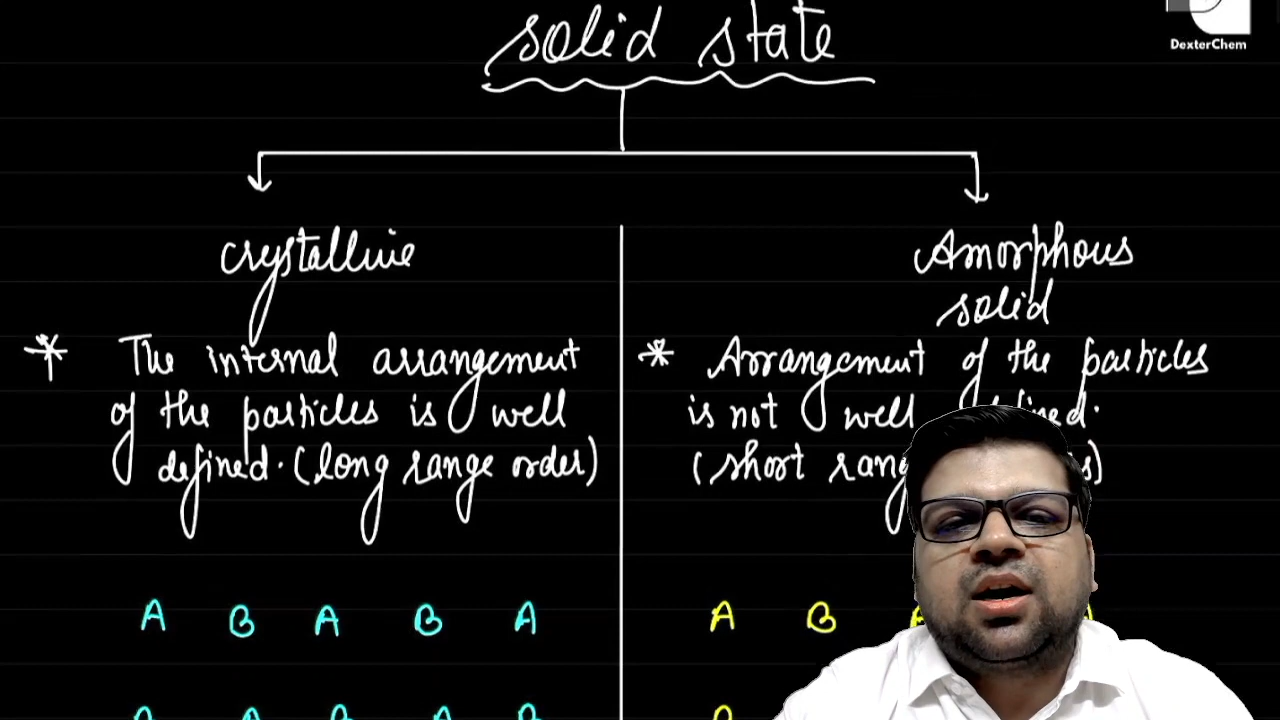 DexterChem
solid state
crystalline
Amorphous
solid
* The internal arrangement
of the particles is well
defined. (long range order)
* Arrangement of the particles
is not well
(short
A B A B A
A B